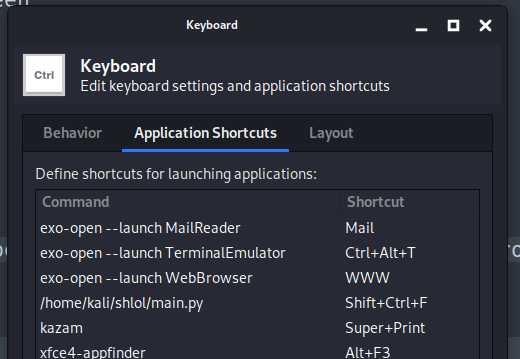 Keyboard
Ctrl
Keyboard
Edit keyboard settings and application shortcuts
Behavior Application Shortcuts Layout
Define shortcuts for launching applications:
Command Shortcut
exo-open --launch MailReader Mail
exo-open --launch TerminalEmulator Ctrl+Alt+T
exo-open --launch WebBrowser WWW
/home/kali/shlol/main.py Shift+Ctrl+F
kazam Super+Print
xfce4-appfinder Alt+F3